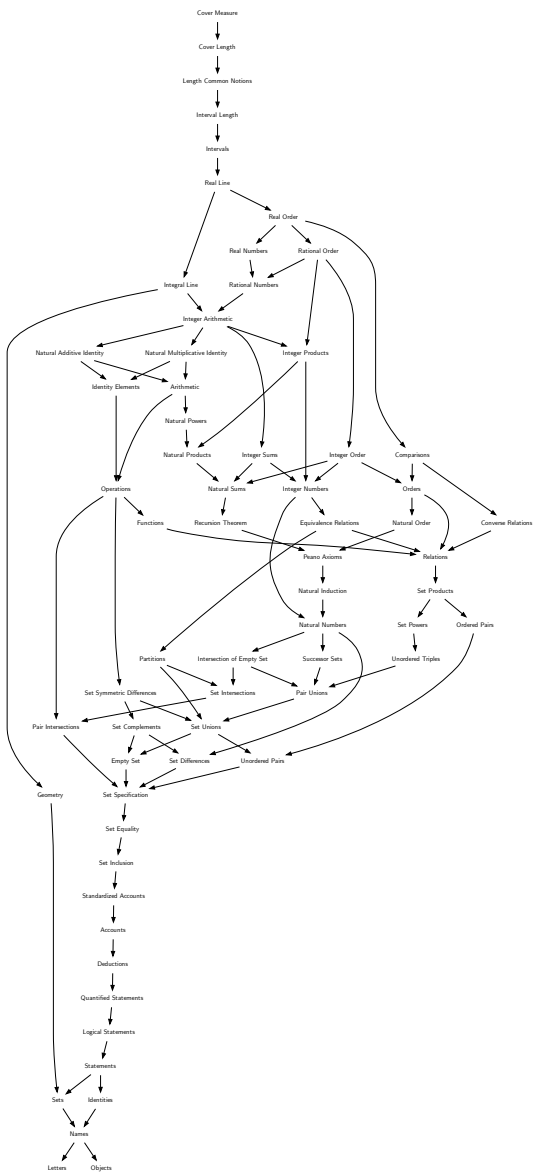 Cover Measure
Cover Length
Length Common Notions
Interval Length
Intervals
Real Line
Real Order
Real Numbers
Rational Order
Integral Line
Rational Numbers
Integer Arithmetic
Natural Additive Identity
Natural Multiplicative Identity
Integer Products
Identity Elements
Arithmetic
Natural Powers
Natural Products
Integer Sums
Integer Order
Comparisons
Operations
Natural Sums
Integer Numbers
Orders
Functions
Recursion Theorem
Equivalence Relations
Natural Order
Converse Relations
Peano Axioms
Relations
Natural Induction
Set Products
Natural Numbers
Set Powers
Ordered Pairs
Partitions
Intersection of Empty Set
Successor Sets
Unordered Triples
Set Symmetric Differences
Set Intersections
Pair Unions
Pair Intersections
Set Complements
Set Unions
Empty Set
Set Differences
Unordered Pairs
Geometry
Set Specification
Set Equality
Set Inclusion
Standardized Accounts
Accounts
Deductions
Quantified Statements
Logical Statements
Statements
Sets
Identities
Names
Letters
Objects